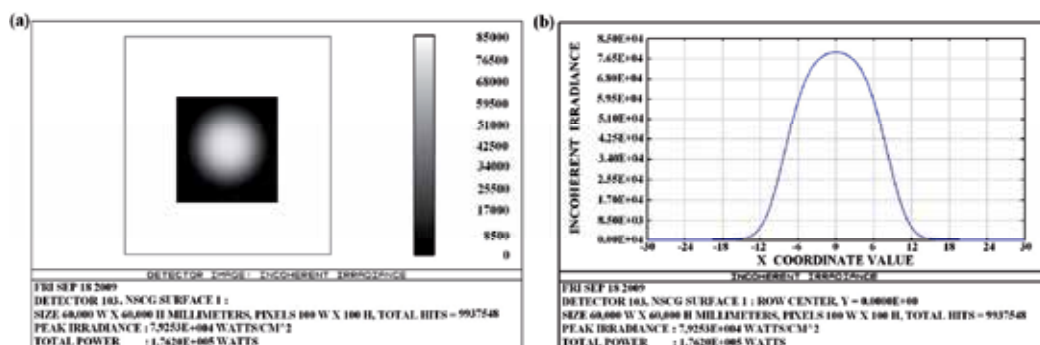 (a)
85000
76500
68000
59500
51000
42500
34000
25500
17000
8500
0
DETECTOR IMAGE: INCOHERENT IRRADIANCE
FRI SEP 18 2009
DETECTOR 103, NSCG SURFACE 1 :
SIZE 60,000 W X 60,000 H MILLIMETERS, PIXELS 100 W X 100 H, TOTAL HITS = 9937548
PEAK IRRADIANCE : 7,9253E+004 WATTS/CM^2
TOTAL POWER : 1,7620E+005 WATTS
(b)
INCOHERENT IRRADIANCE
8.50E+04
7.65E+04
6.80E+04
5.95E+04
5.10E+04
4.25E+04
3.40E+04
2.55E+04
1.70E+04
8.50E+03
0.00E+04
-30 -24 -18 -12 -6 0 6 12 18 24 30
X COORDINATE VALUE
INCOHERENT IRRADIANCE
FRI SEP 18 2009
DETECTOR 103, NSCG SURFACE 1 : ROW CENTER, Y = 0.0000E+00
SIZE 60,000 W X 60,000 H MILLIMETERS, PIXELS 100 W X 100 H, TOTAL HITS = 9937548
PEAK IRRADIANCE : 7,9253E+004 WATTS/CM^2
TOTAL POWER : 1,7620E+005 WATTS